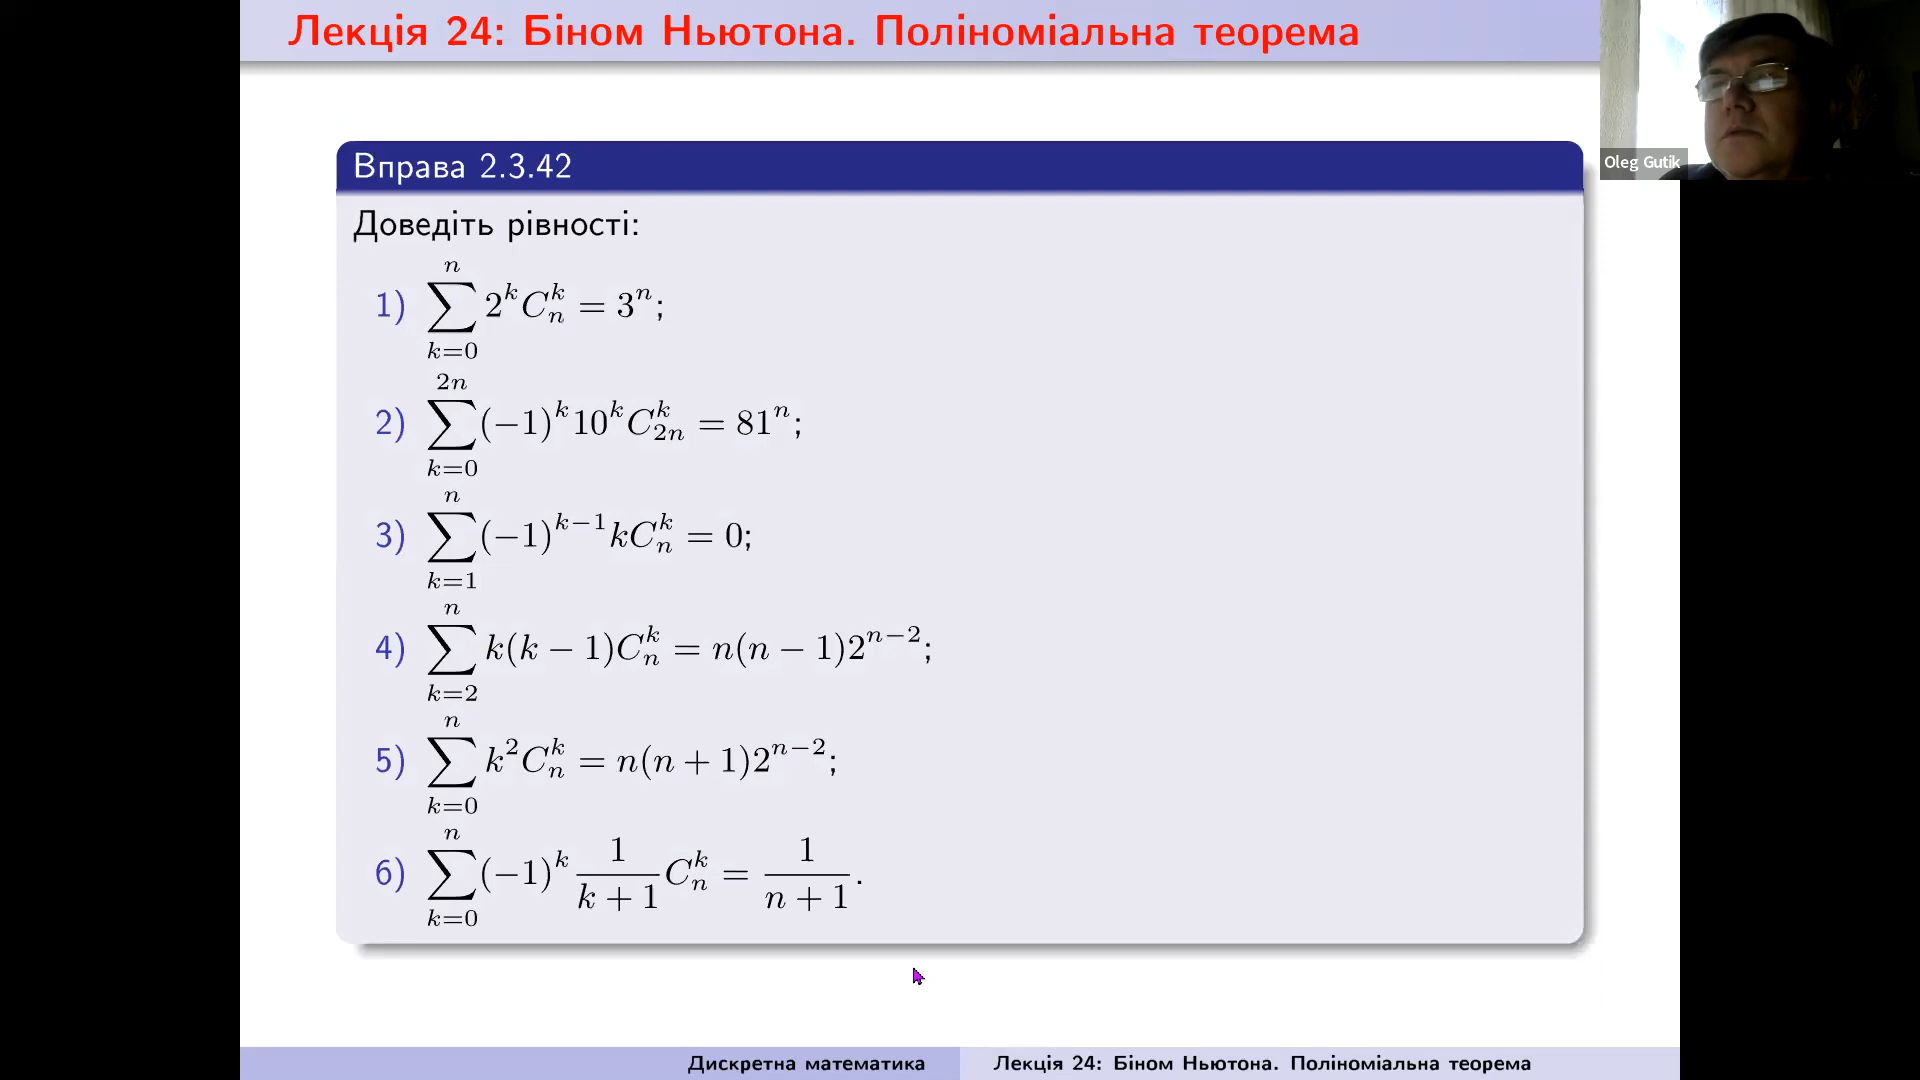 Лекція 24: Біном Ньютона. Поліноміальна теорема
Oleg Gutik
Вправа 2.3.42
Доведіть рівності:
1) \sum_{k=0}^{n} 2^k C_n^k = 3^n;
2) \sum_{k=0}^{2n} (-1)^k 10^k C_{2n}^k = 81^n;
3) \sum_{k=1}^{n} (-1)^{k-1} k C_n^k = 0;
4) \sum_{k=2}^{n} k(k-1) C_n^k = n(n-1)2^{n-2};
5) \sum_{k=0}^{n} k^2 C_n^k = n(n+1)2^{n-2};
6) \sum_{k=0}^{n} (-1)^k \frac{1}{k+1} C_n^k = \frac{1}{n+1}.
Дискретна математика Лекція 24: Біном Ньютона. Поліноміальна теорема